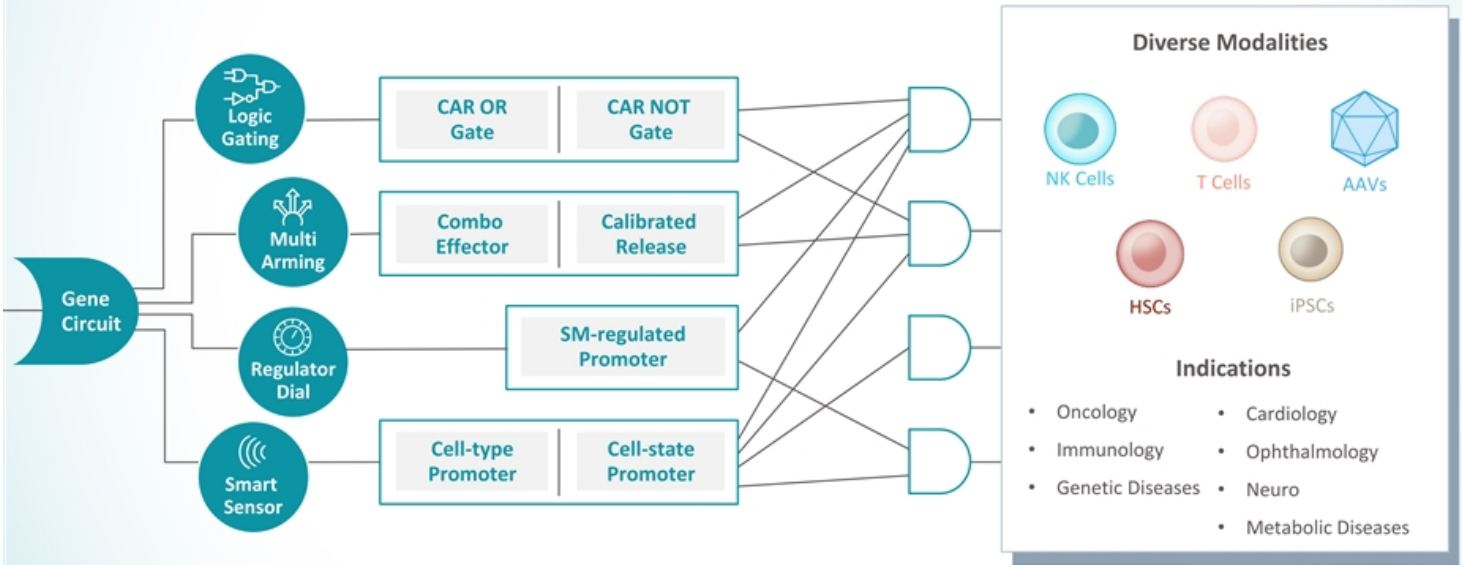 Gene
Circuit
Logic
Gating
CAR OR
Gate
CAR NOT
Gate
Multi
Arming
Combo
Effector
Calibrated
Release
Regulator
Dial
SM-regulated
Promoter
Smart
Sensor
Cell-type
Promoter
Cell-state
Promoter
Diverse Modalities
NK Cells
T Cells
AAVs
HSCs
iPSCs
Indications
• Oncology
• Immunology
• Genetic Diseases
• Cardiology
• Ophthalmology
• Neuro
• Metabolic Diseases